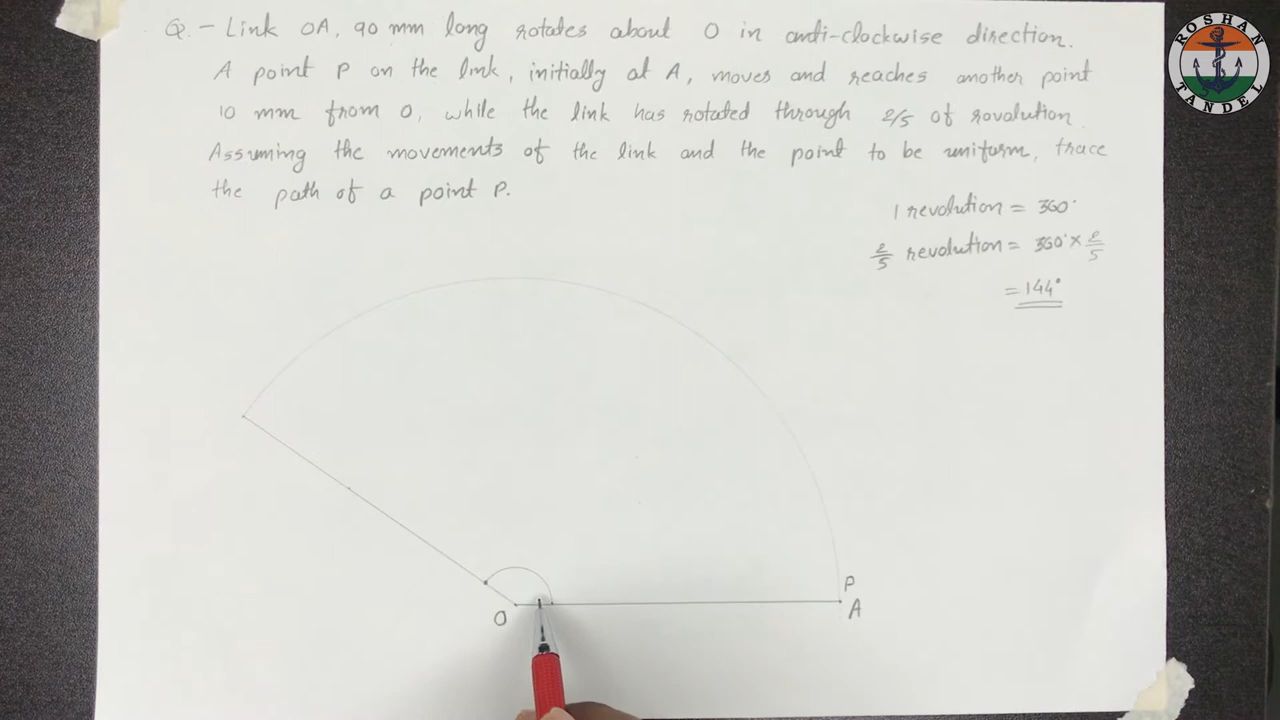 Q. - Link OA, 90 mm long rotates about O in anti-clockwise direction.
A point P on the link, initially at A, moves and reaches another point
10 mm from O, while the link has rotated through 2/5 of rovalution
Assuming the movements of the link and the point to be uniform, trace
the path of a point P.
1 revolution = 360°
2/5 revolution = 360° × 2/5
= 144°
P
O
A
ROSHAN
TANDEL